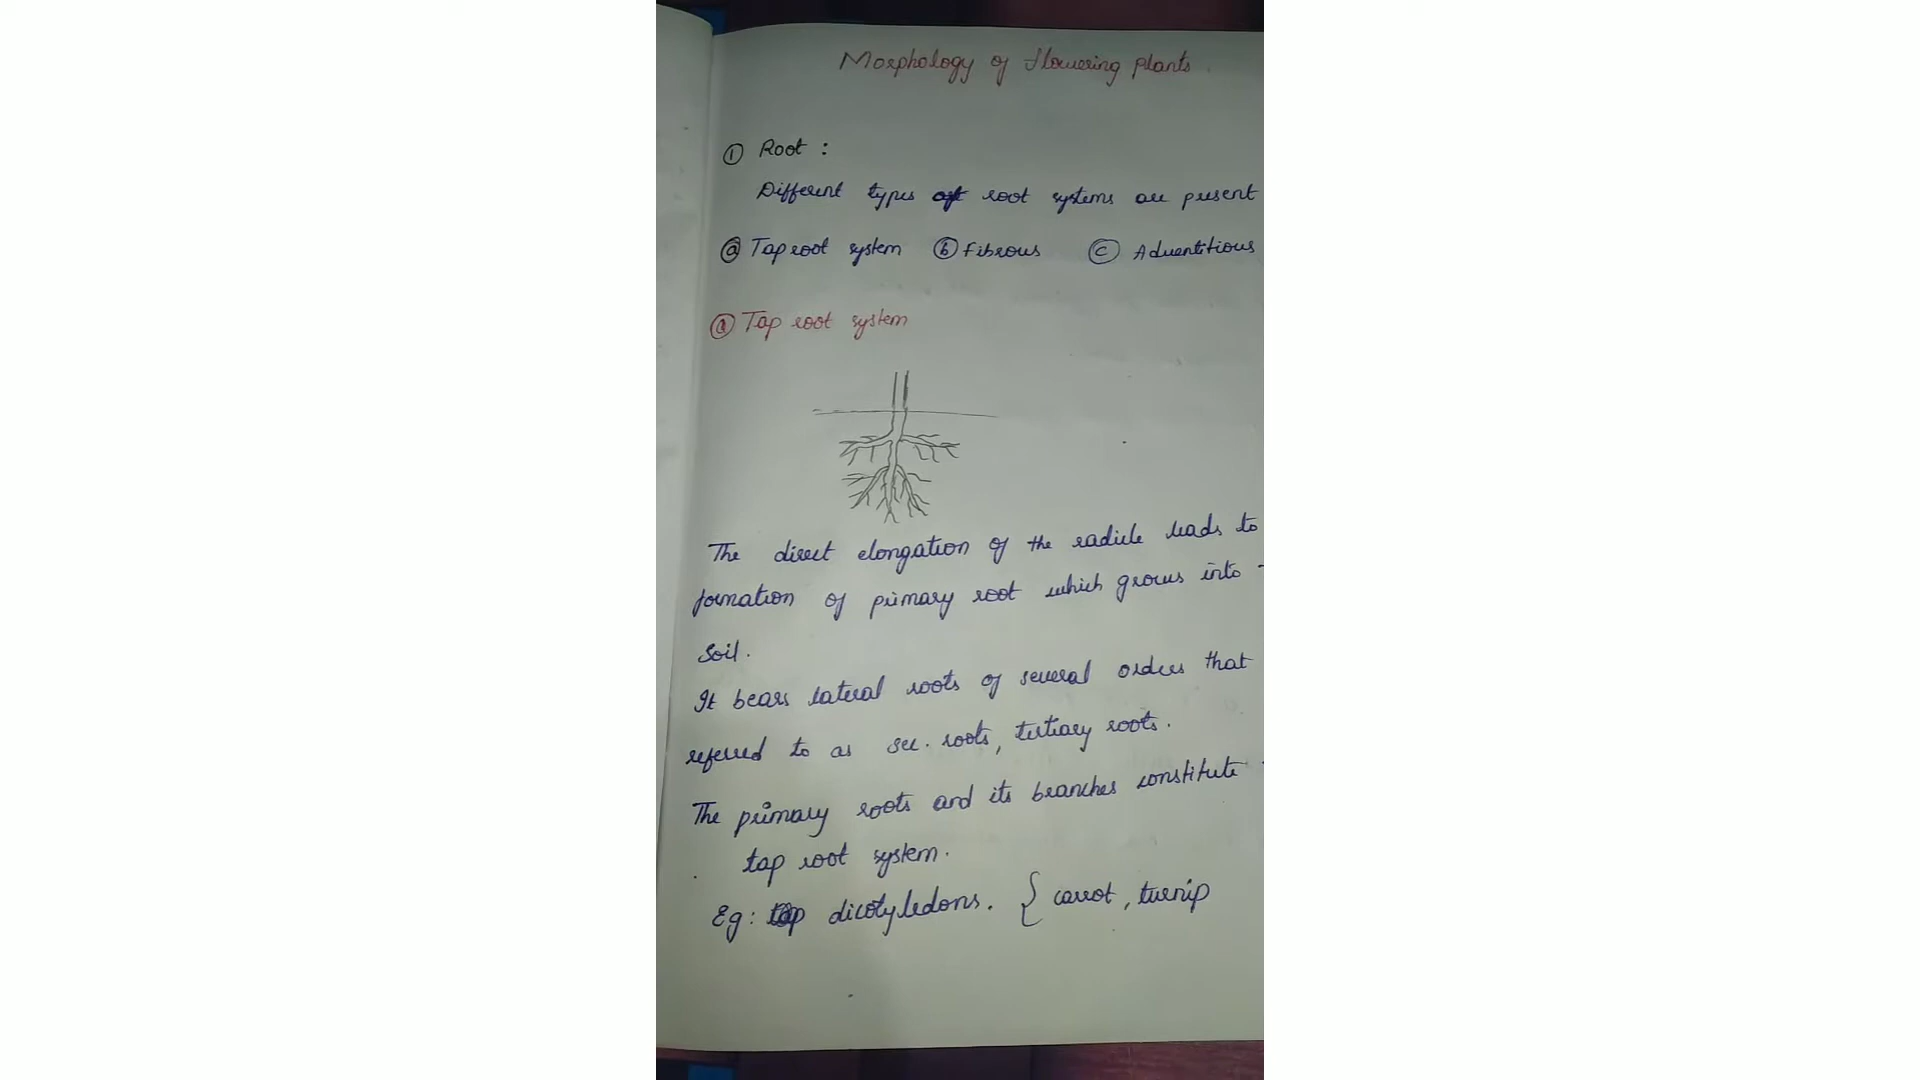 Morphology of flowering plants.
① Root :
Different types of root systems are present
ⓐ Tap root system ⓑ Fibrous ⓒ Adventitious
ⓐ Tap root system
The direct elongation of the radicle leads to
formation of primary root which grows into
soil.
It bears lateral roots of several orders that
referred to as sec. roots, tertiary roots.
The primary roots and its branches constitute
tap root system.
Eg: dicotyledons. { carrot, turnip